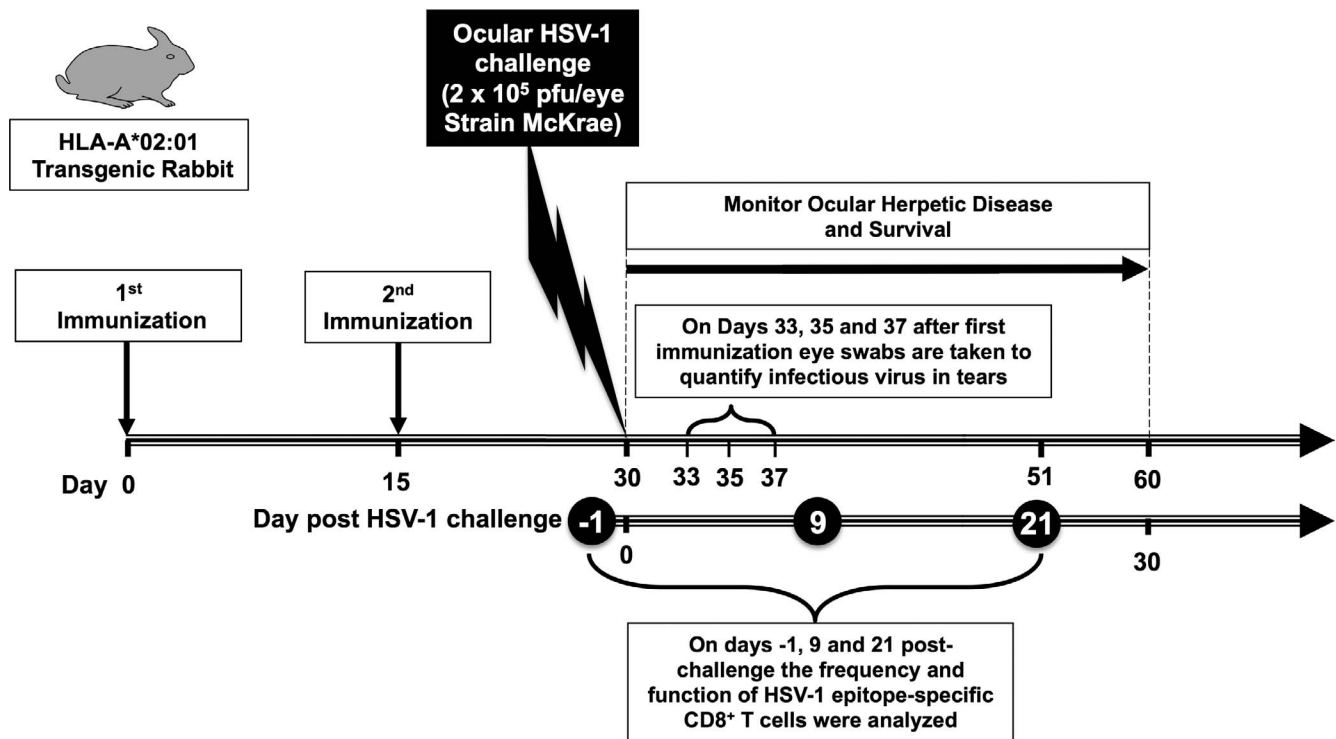 Ocular HSV-1
challenge
(2 x 10⁵ pfu/eye
Strain McKrae)
HLA-A*02:01
Transgenic Rabbit
Monitor Ocular Herpetic Disease
and Survival
1st
Immunization
2nd
Immunization
On Days 33, 35 and 37 after first
immunization eye swabs are taken to
quantify infectious virus in tears
Day 0 15 30 33 35 37 51 60
Day post HSV-1 challenge -1 9 21
0 30
On days -1, 9 and 21 post-
challenge the frequency and
function of HSV-1 epitope-specific
CD8⁺ T cells were analyzed